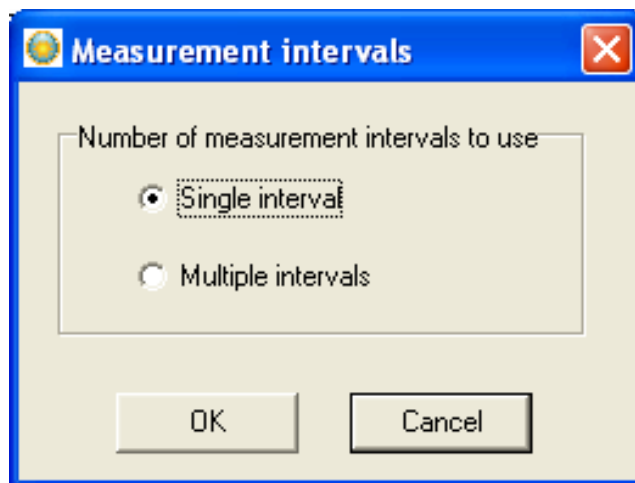 Measurement intervals
Number of measurement intervals to use
Single interval
Multiple intervals
OK
Cancel